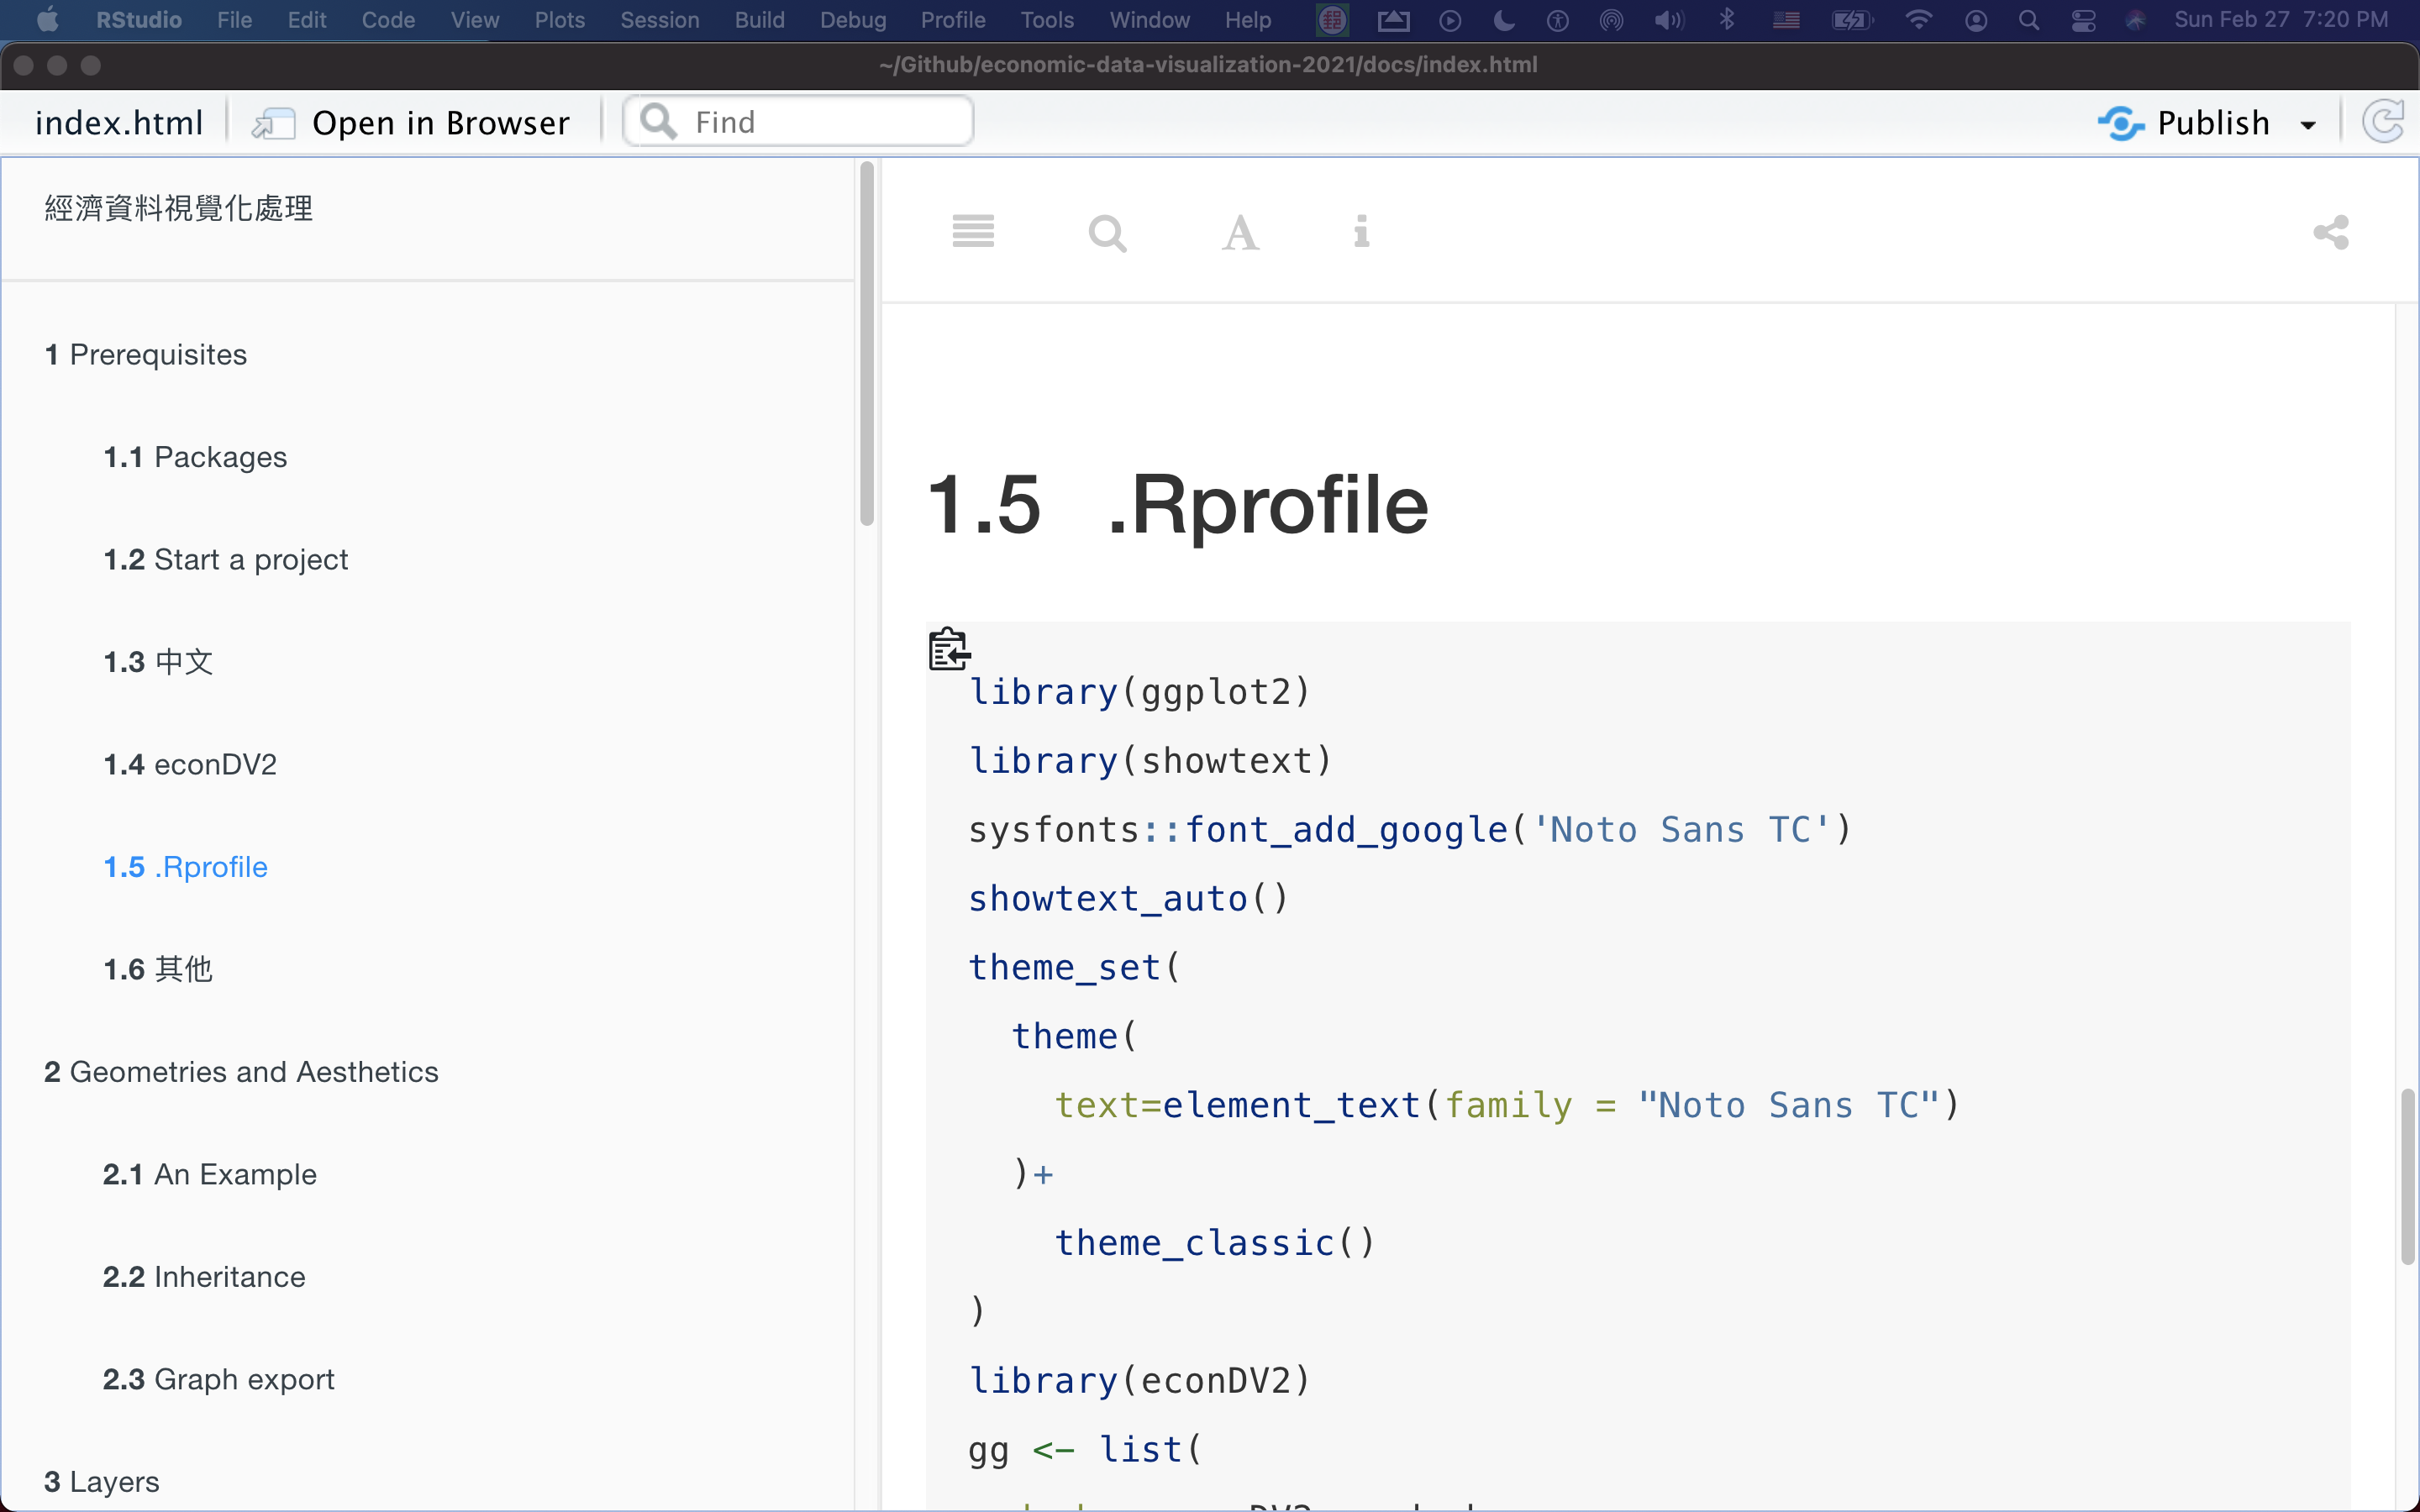 RStudio File Edit Code View Plots Session Build Debug Profile Tools Window Help Sun Feb 27 7:20 PM
~/Github/economic-data-visualization-2021/docs/index.html
index.html Open in Browser Find Publish
經濟資料視覺化處理
1 Prerequisites
1.1 Packages
1.2 Start a project
1.3 中文
1.4 econDV2
1.5 .Rprofile
1.6 其他
2 Geometries and Aesthetics
2.1 An Example
2.2 Inheritance
2.3 Graph export
3 Layers
1.5 .Rprofile
library(ggplot2)
library(showtext)
sysfonts::font_add_google('Noto Sans TC')
showtext_auto()
theme_set(
theme(
text=element_text(family = "Noto Sans TC")
)+
theme_classic()
)
library(econDV2)
gg <- list(